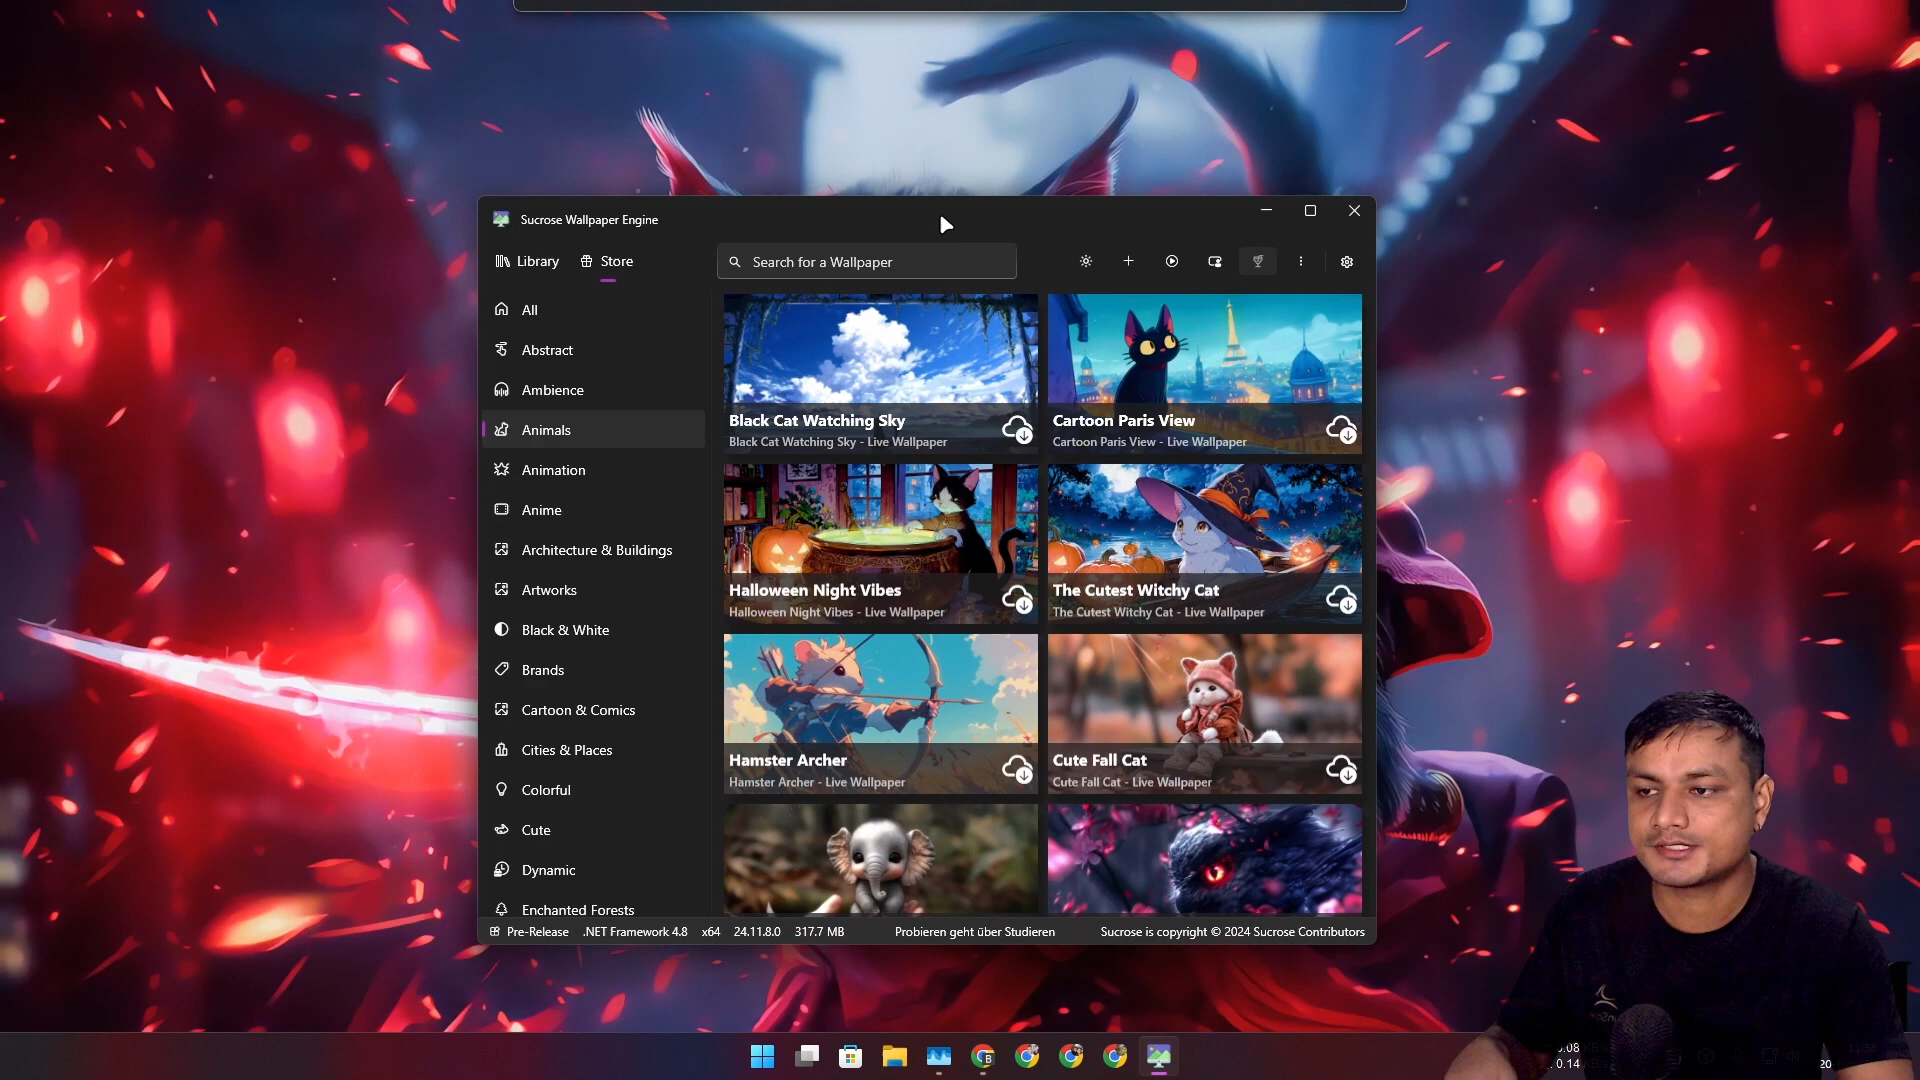 Sucrose Wallpaper Engine
Library
Store
Search for a Wallpaper
All
Abstract
Ambience
Animals
Animation
Anime
Architecture & Buildings
Artworks
Black & White
Brands
Cartoon & Comics
Cities & Places
Colorful
Cute
Dynamic
Enchanted Forests
Black Cat Watching Sky
Black Cat Watching Sky - Live Wallpaper
Cartoon Paris View
Cartoon Paris View - Live Wallpaper
Halloween Night Vibes
Halloween Night Vibes - Live Wallpaper
The Cutest Witchy Cat
The Cutest Witchy Cat - Live Wallpaper
Hamster Archer
Hamster Archer - Live Wallpaper
Cute Fall Cat
Cute Fall Cat - Live Wallpaper
Pre-Release .NET Framework 4.8 x64 24.11.8.0 317.7 MB Probieren geht über Studieren Sucrose is copyright © 2024 Sucrose Contributors
0.14
20